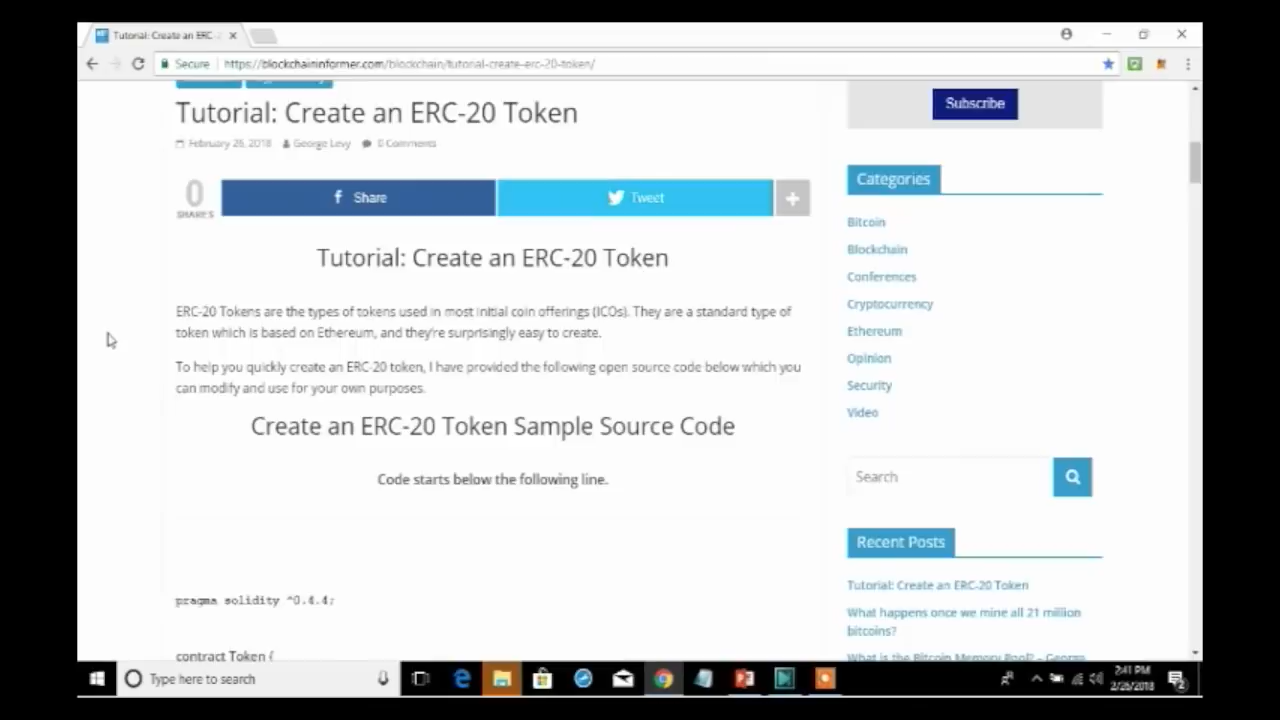 Tutorial: Create an ERC-
Secure
https://blockchaininformer.com/blockchain/tutorial-create-erc-20-token/
Tutorial: Create an ERC-20 Token
February 26, 2018 George Levy 0 Comments
0
SHARES
Share
Tweet
Tutorial: Create an ERC-20 Token
ERC-20 Tokens are the types of tokens used in most initial coin offerings (ICOs). They are a standard type of
token which is based on Ethereum, and they're surprisingly easy to create.
To help you quickly create an ERC-20 token, I have provided the following open source code below which you
can modify and use for your own purposes.
Create an ERC-20 Token Sample Source Code
Code starts below the following line.
pragma solidity ^0.4.4;
contract Token {
Subscribe
Categories
Bitcoin
Blockchain
Conferences
Cryptocurrency
Ethereum
Opinion
Security
Video
Search
Recent Posts
Tutorial: Create an ERC-20 Token
What happens once we mine all 21 million
bitcoins?
What is the Bitcoin Memory Pool? – George
Type here to search
2:41 PM
2/26/2018